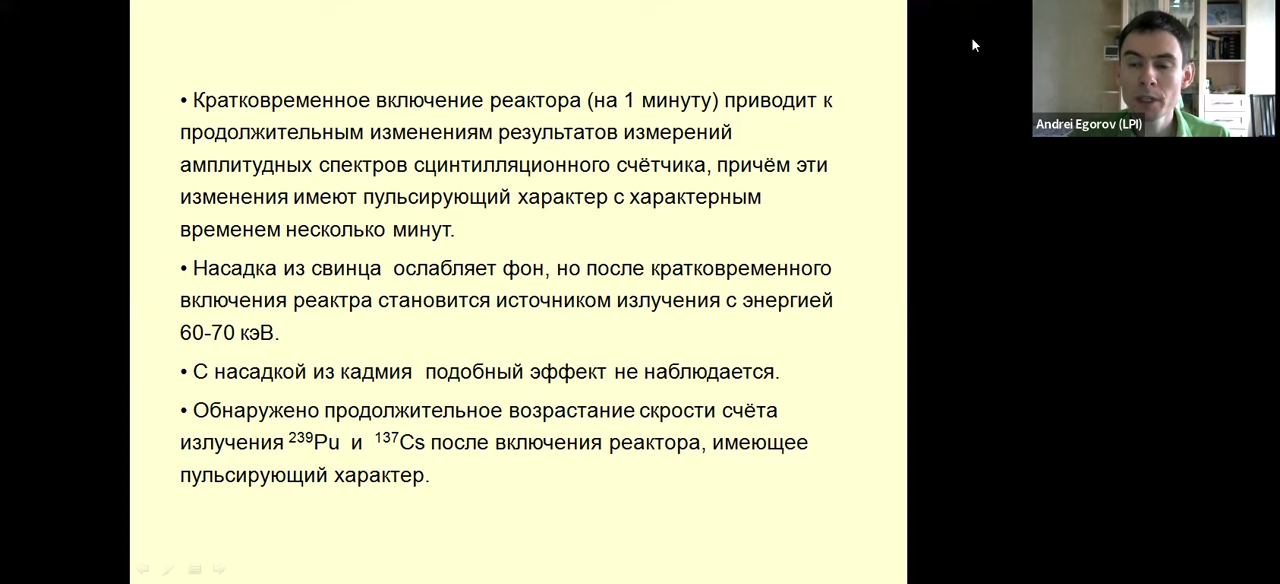 • Кратковременное включение реактора (на 1 минуту) приводит к
продолжительным изменениям результатов измерений
амплитудных спектров сцинтилляционного счётчика, причём эти
изменения имеют пульсирующий характер с характерным
временем несколько минут.
• Насадка из свинца ослабляет фон, но после кратковременного
включения реактра становится источником излучения с энергией
60-70 кэВ.
• С насадкой из кадмия подобный эффект не наблюдается.
• Обнаружено продолжительное возрастание скрости счёта
излучения ²³⁹Pu и ¹³⁷Cs после включения реактора, имеющее
пульсирующий характер.
Andrei Egorov (LPI)